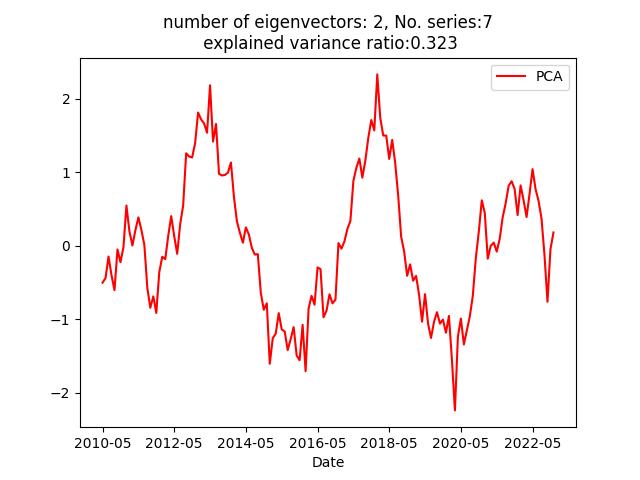 number of eigenvectors: 2, No. series:7
explained variance ratio:0.323
PCA
2
1
0
−1
−2
2010-05 2012-05 2014-05 2016-05 2018-05 2020-05 2022-05
Date